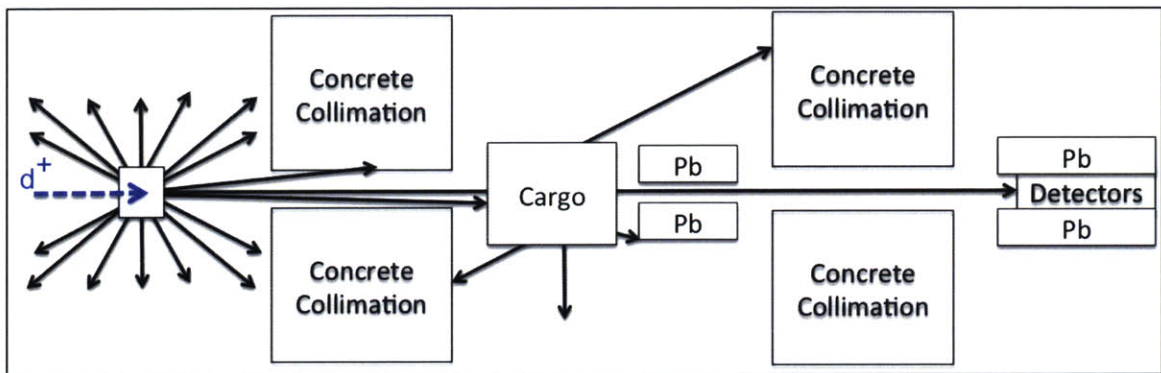 Concrete
Collimation
Concrete
Collimation
d+
Cargo
Pb
Pb
Pb
Detectors
Pb
Concrete
Collimation
Concrete
Collimation